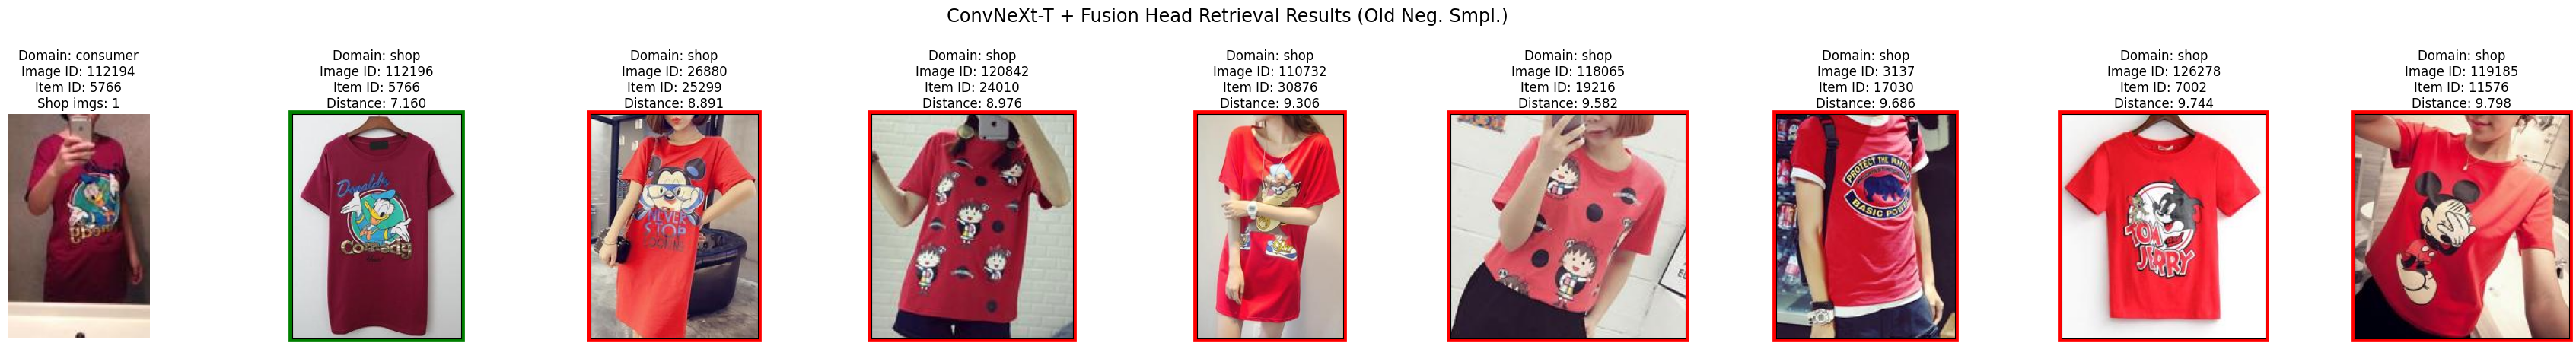 ConvNeXt-T + Fusion Head Retrieval Results (Old Neg. Smpl.)
Domain: consumer
Image ID: 112194
Item ID: 5766
Shop imgs: 1
Domain: shop
Image ID: 112196
Item ID: 5766
Distance: 7.160
Donald's
Comedy
Domain: shop
Image ID: 26880
Item ID: 25299
Distance: 8.891
NEVER
STOP
Domain: shop
Image ID: 120842
Item ID: 24010
Distance: 8.976
Domain: shop
Image ID: 110732
Item ID: 30876
Distance: 9.306
Domain: shop
Image ID: 118065
Item ID: 19216
Distance: 9.582
Domain: shop
Image ID: 3137
Item ID: 17030
Distance: 9.686
PROTECT THE RHI
BASIC POW
Domain: shop
Image ID: 126278
Item ID: 7002
Distance: 9.744
TOM
JERRY
Domain: shop
Image ID: 119185
Item ID: 11576
Distance: 9.798